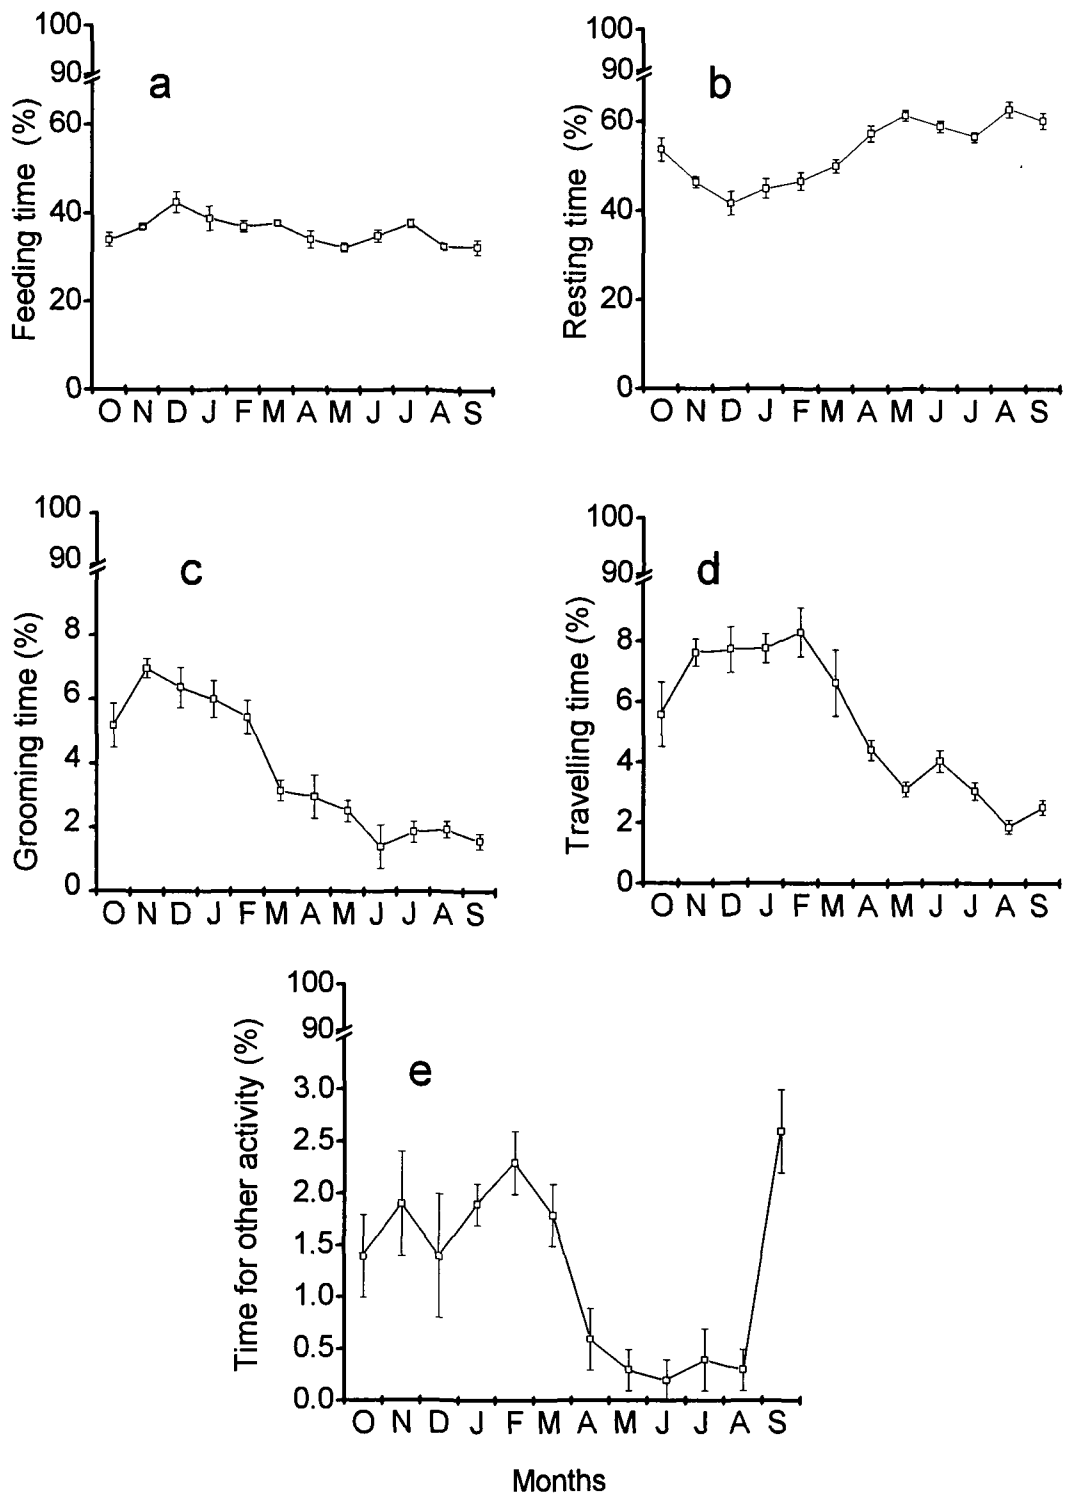 a
100
90
60
40
20
0
Feeding time (%)
O N D J F M A M J J A S
b
100
90
60
40
20
0
Resting time (%)
O N D J F M A M J J A S
c
100
90
8
6
4
2
0
Grooming time (%)
O N D J F M A M J J A S
d
100
90
8
6
4
2
0
Travelling time (%)
O N D J F M A M J J A S
e
100
90
3.0
2.5
2.0
1.5
1.0
0.5
0.0
Time for other activity (%)
O N D J F M A M J J A S
Months